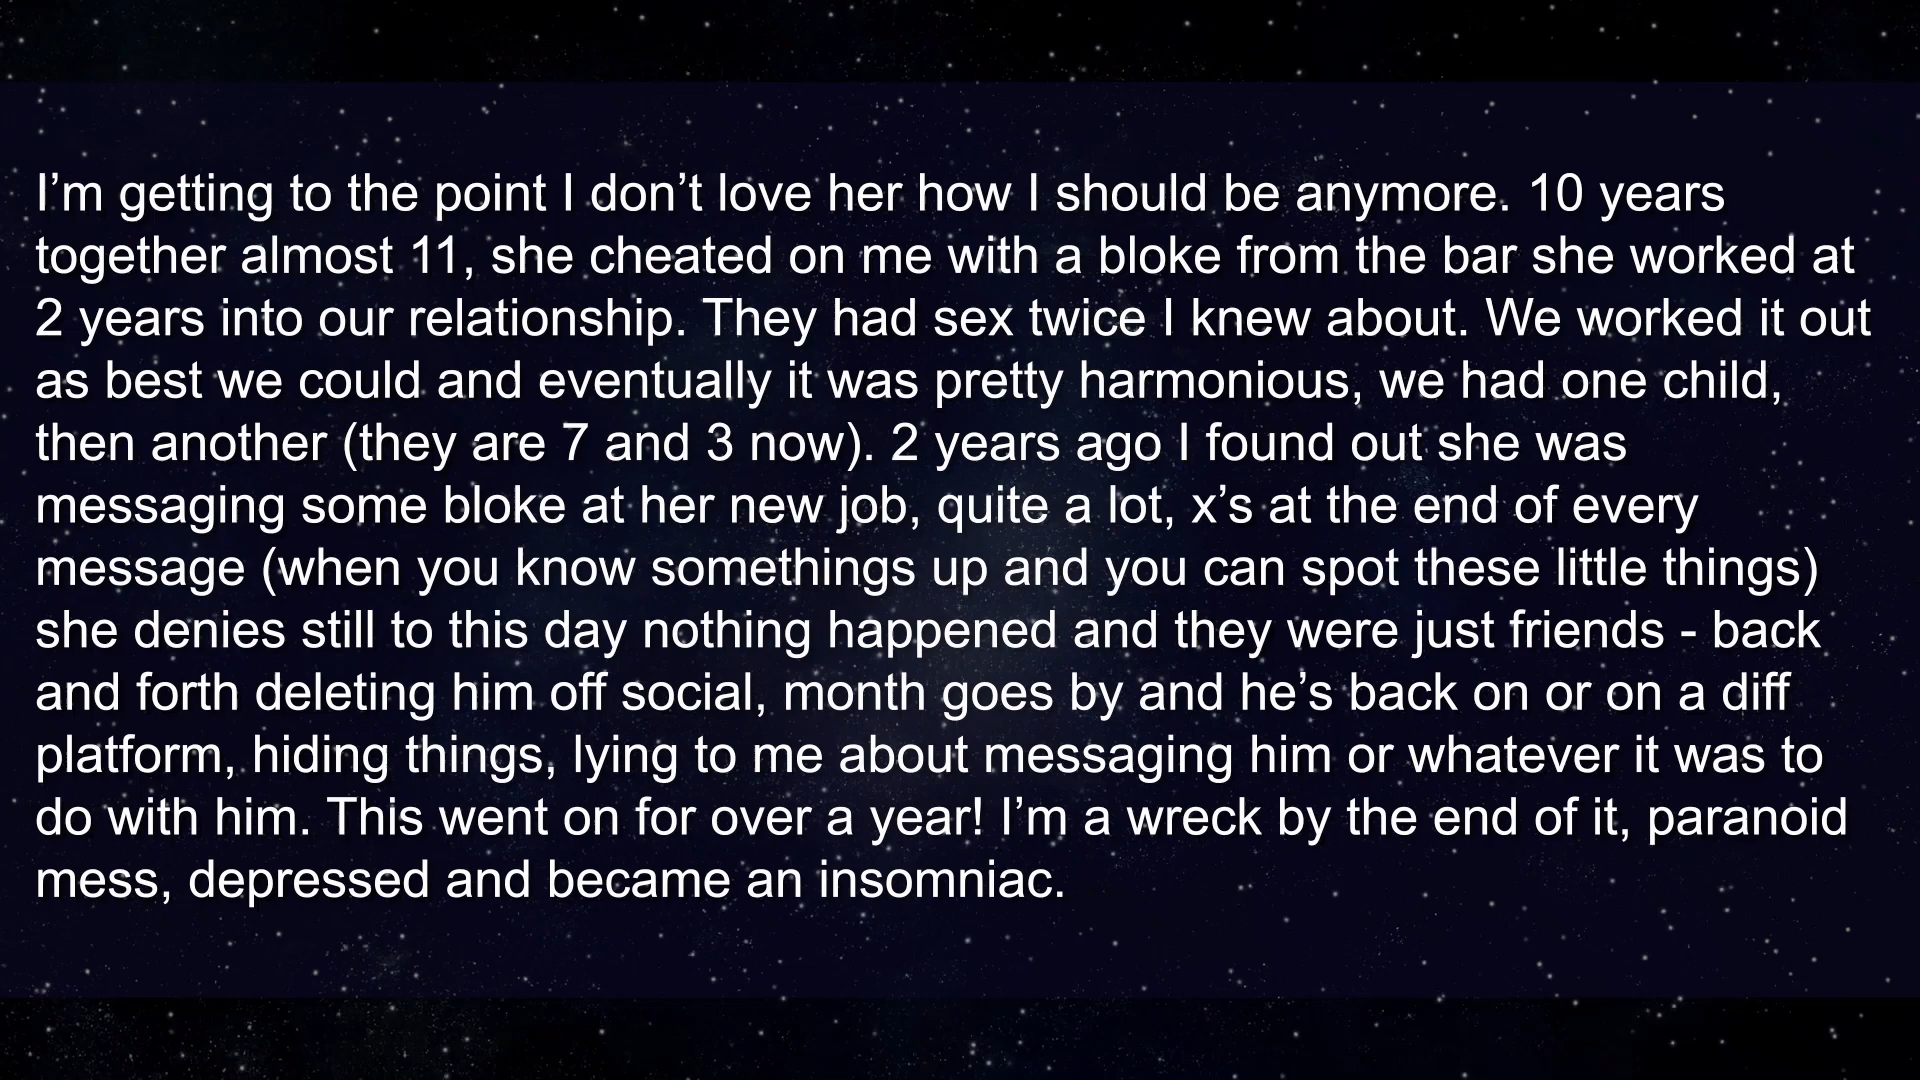 I’m getting to the point I don’t love her how I should be anymore. 10 years
together almost 11, she cheated on me with a bloke from the bar she worked at
2 years into our relationship. They had sex twice I knew about. We worked it out
as best we could and eventually it was pretty harmonious, we had one child,
then another (they are 7 and 3 now). 2 years ago I found out she was
messaging some bloke at her new job, quite a lot, x’s at the end of every
message (when you know somethings up and you can spot these little things)
she denies still to this day nothing happened and they were just friends - back
and forth deleting him off social, month goes by and he’s back on or on a diff
platform, hiding things, lying to me about messaging him or whatever it was to
do with him. This went on for over a year! I’m a wreck by the end of it, paranoid
mess, depressed and became an insomniac.